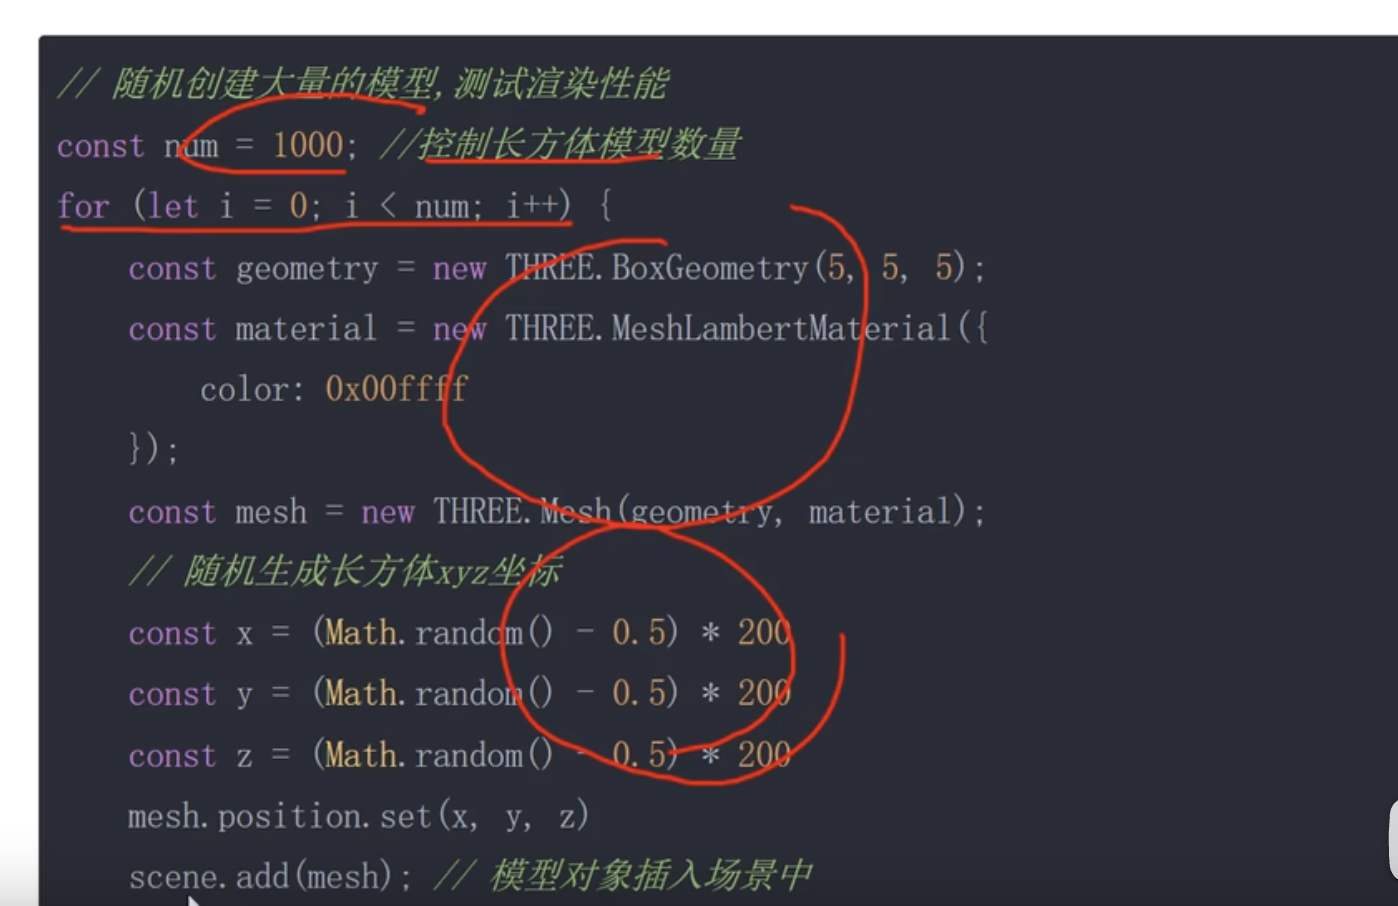 // 随机创建大量的模型,测试渲染性能
const num = 1000; //控制长方体模型数量
for (let i = 0; i < num; i++) {
    const geometry = new THREE.BoxGeometry(5, 5, 5);
    const material = new THREE.MeshLambertMaterial({
        color: 0x00ffff
    });
    const mesh = new THREE.Mesh(geometry, material);
    // 随机生成长方体xyz坐标
    const x = (Math.random() - 0.5) * 200
    const y = (Math.random() - 0.5) * 200
    const z = (Math.random() - 0.5) * 200
    mesh.position.set(x, y, z)
    scene.add(mesh); // 模型对象插入场景中